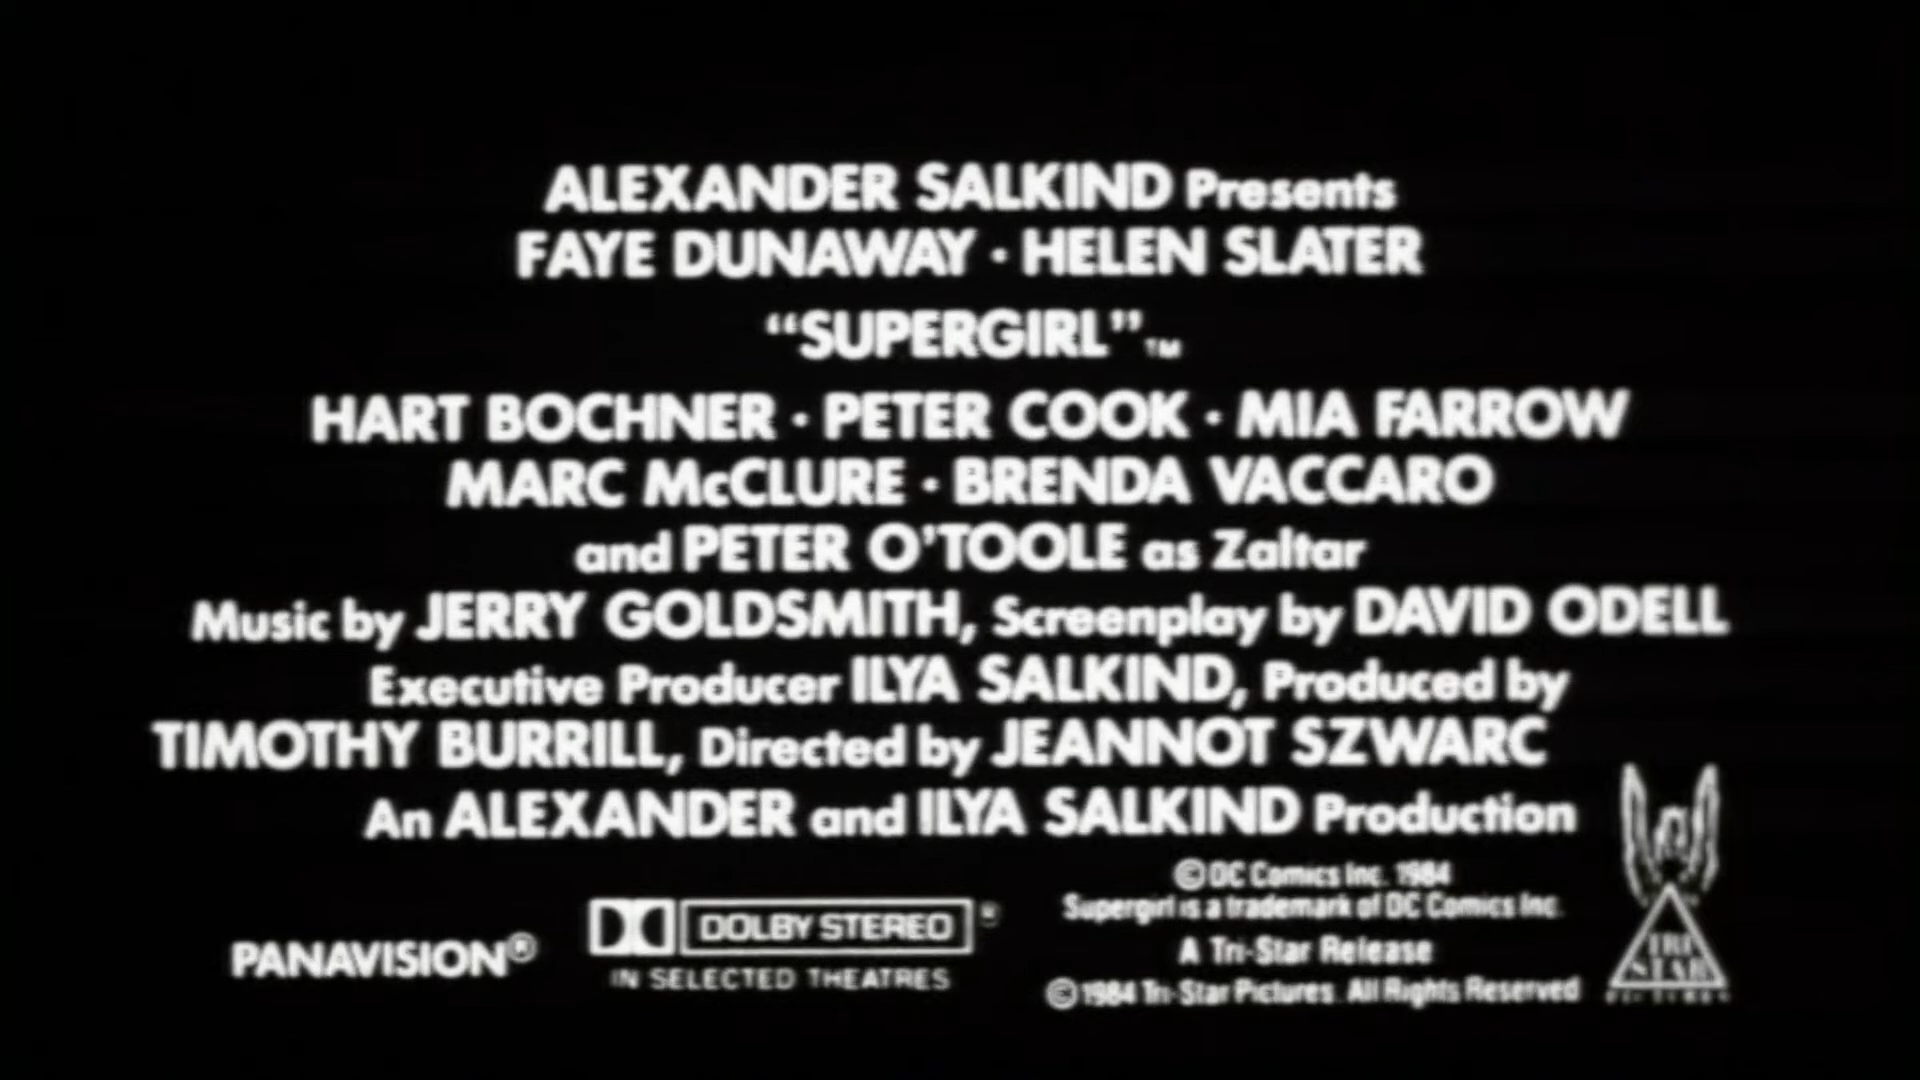 ALEXANDER SALKIND Presents
FAYE DUNAWAY • HELEN SLATER
“SUPERGIRL”™
HART BOCHNER • PETER COOK • MIA FARROW
MARC McCLURE • BRENDA VACCARO
and PETER O'TOOLE as Zaltar
Music by JERRY GOLDSMITH, Screenplay by DAVID ODELL
Executive Producer ILYA SALKIND, Produced by
TIMOTHY BURRILL, Directed by JEANNOT SZWARC
An ALEXANDER and ILYA SALKIND Production
PANAVISION®
DOLBY STEREO®
IN SELECTED THEATRES
© DC Comics Inc. 1984
Supergirl is a trademark of DC Comics Inc.
A Tri-Star Release
© 1984 Tri-Star Pictures. All Rights Reserved
TRI
STAR
PICTURES